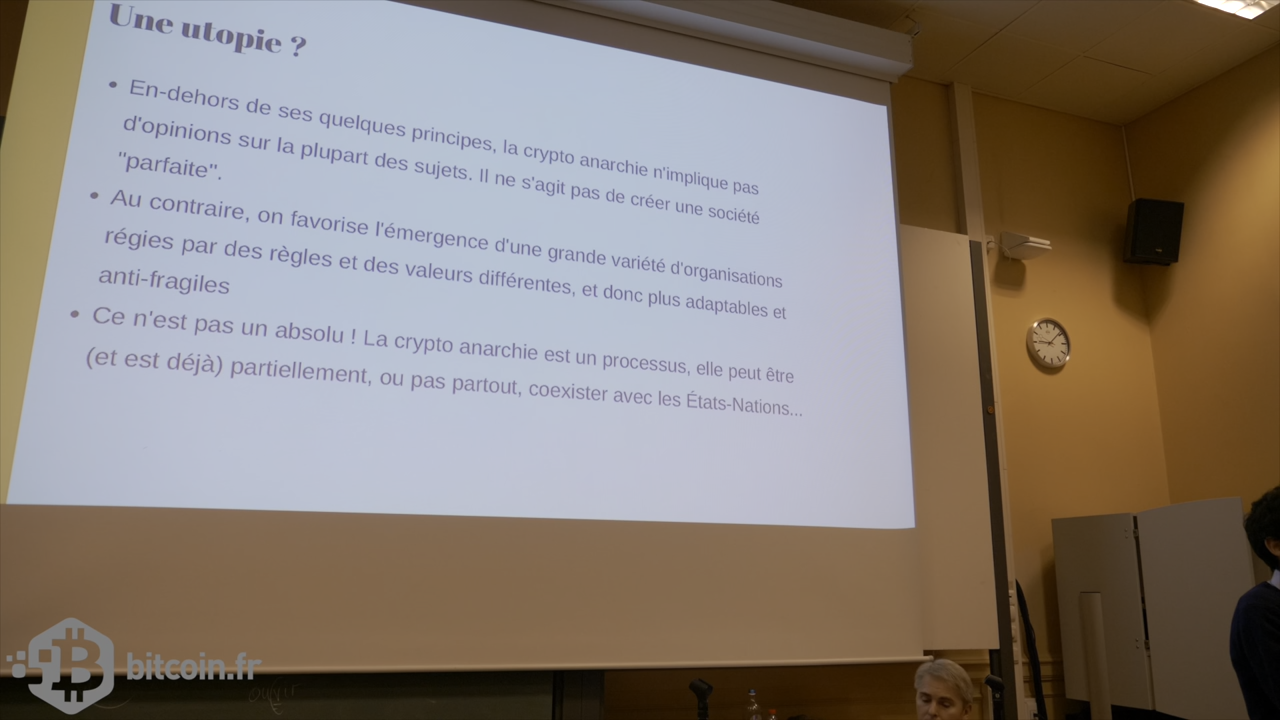 Une utopie ?
• En-dehors de ses quelques principes, la crypto anarchie n'implique pas
d'opinions sur la plupart des sujets. Il ne s'agit pas de créer une société
"parfaite".
• Au contraire, on favorise l'émergence d'une grande variété d'organisations
régies par des règles et des valeurs différentes, et donc plus adaptables et
anti-fragiles
• Ce n'est pas un absolu ! La crypto anarchie est un processus, elle peut être
(et est déjà) partiellement, ou pas partout, coexister avec les États-Nations...
bitcoin.fr